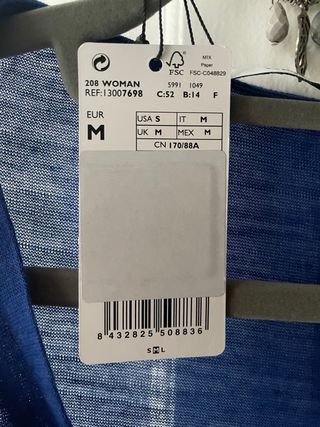 MIX
Paper
FSC
FSC-C048829
208 WOMAN 5991 1049
REF:13007698 C:52 B:14 F
EUR
M
USA S IT M
UK M MEX M
CN 170/88A
8 432825 508836
S M L